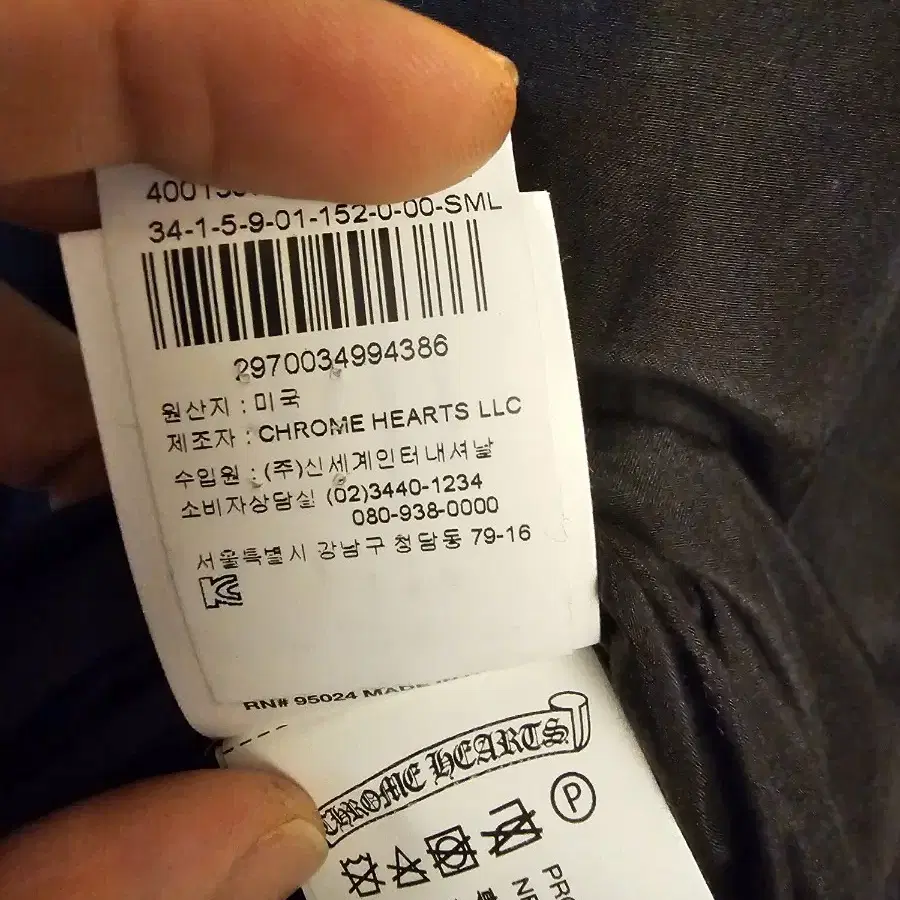 34-1-5-9-01-152-0-00-SML
2970034994386
원산지 : 미국
제조자 : CHROME HEARTS LLC
수입원 : (주)신세계인터내셔날
소비자상담실 (02)3440-1234
080-938-0000
서울특별시 강남구 청담동 79-16
KC
RN# 95024 MADE
CHROME HEARTS
P